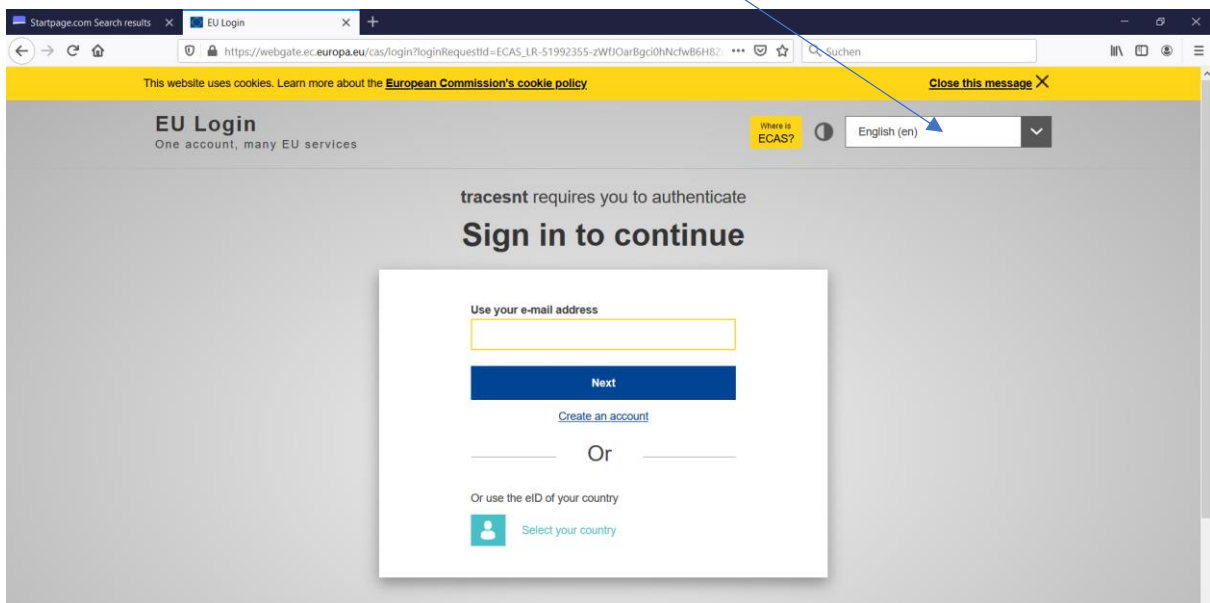 Startpage.com Search results
EU Login
https://webgate.ec.europa.eu/cas/login?loginRequestId=ECAS_LR-51992355-zWfJOarBgci0hNcfwB6H82
Suchen
This website uses cookies. Learn more about the European Commission's cookie policy
Close this message
EU Login
One account, many EU services
Where is
ECAS?
English (en)
tracesnt requires you to authenticate
Sign in to continue
Use your e-mail address
Next
Create an account
Or
Or use the eID of your country
Select your country